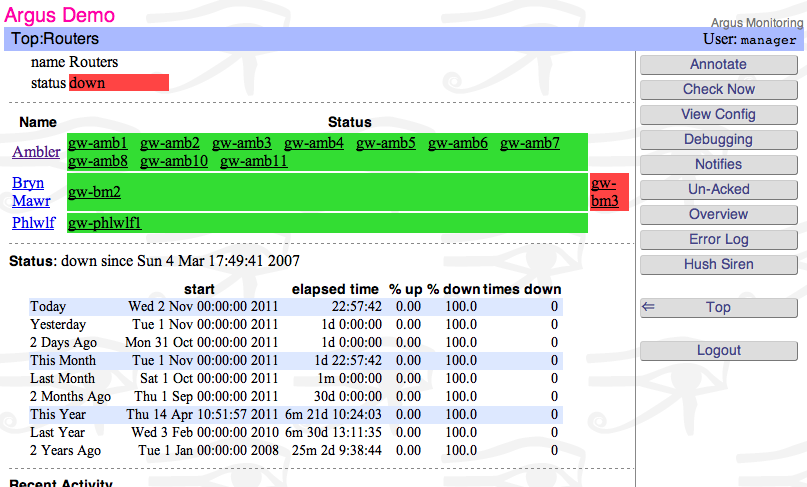 Argus Demo
Argus Monitoring
Top:Routers
User: manager
name Routers
status down
Name Status
Ambler gw-amb1 gw-amb2 gw-amb3 gw-amb4 gw-amb5 gw-amb6 gw-amb7
gw-amb8 gw-amb10 gw-amb11
Bryn
Mawr
gw-bm2
gw-
bm3
Phlwlf gw-phlwlf1
Status: down since Sun 4 Mar 17:49:41 2007
start elapsed time % up % down times down
Today Wed 2 Nov 00:00:00 2011 22:57:42 0.00 100.0 0
Yesterday Tue 1 Nov 00:00:00 2011 1d 0:00:00 0.00 100.0 0
2 Days Ago Mon 31 Oct 00:00:00 2011 1d 0:00:00 0.00 100.0 0
This Month Tue 1 Nov 00:00:00 2011 1d 22:57:42 0.00 100.0 0
Last Month Sat 1 Oct 00:00:00 2011 1m 0:00:00 0.00 100.0 0
2 Months Ago Thu 1 Sep 00:00:00 2011 30d 0:00:00 0.00 100.0 0
This Year Thu 14 Apr 10:51:57 2011 6m 21d 10:24:03 0.00 100.0 0
Last Year Wed 3 Feb 00:00:00 2010 6m 30d 13:11:35 0.00 100.0 0
2 Years Ago Tue 1 Jan 00:00:00 2008 25m 2d 9:38:44 0.00 100.0 0
Recent Activity
Annotate
Check Now
View Config
Debugging
Notifies
Un-Acked
Overview
Error Log
Hush Siren
⇐ Top
Logout